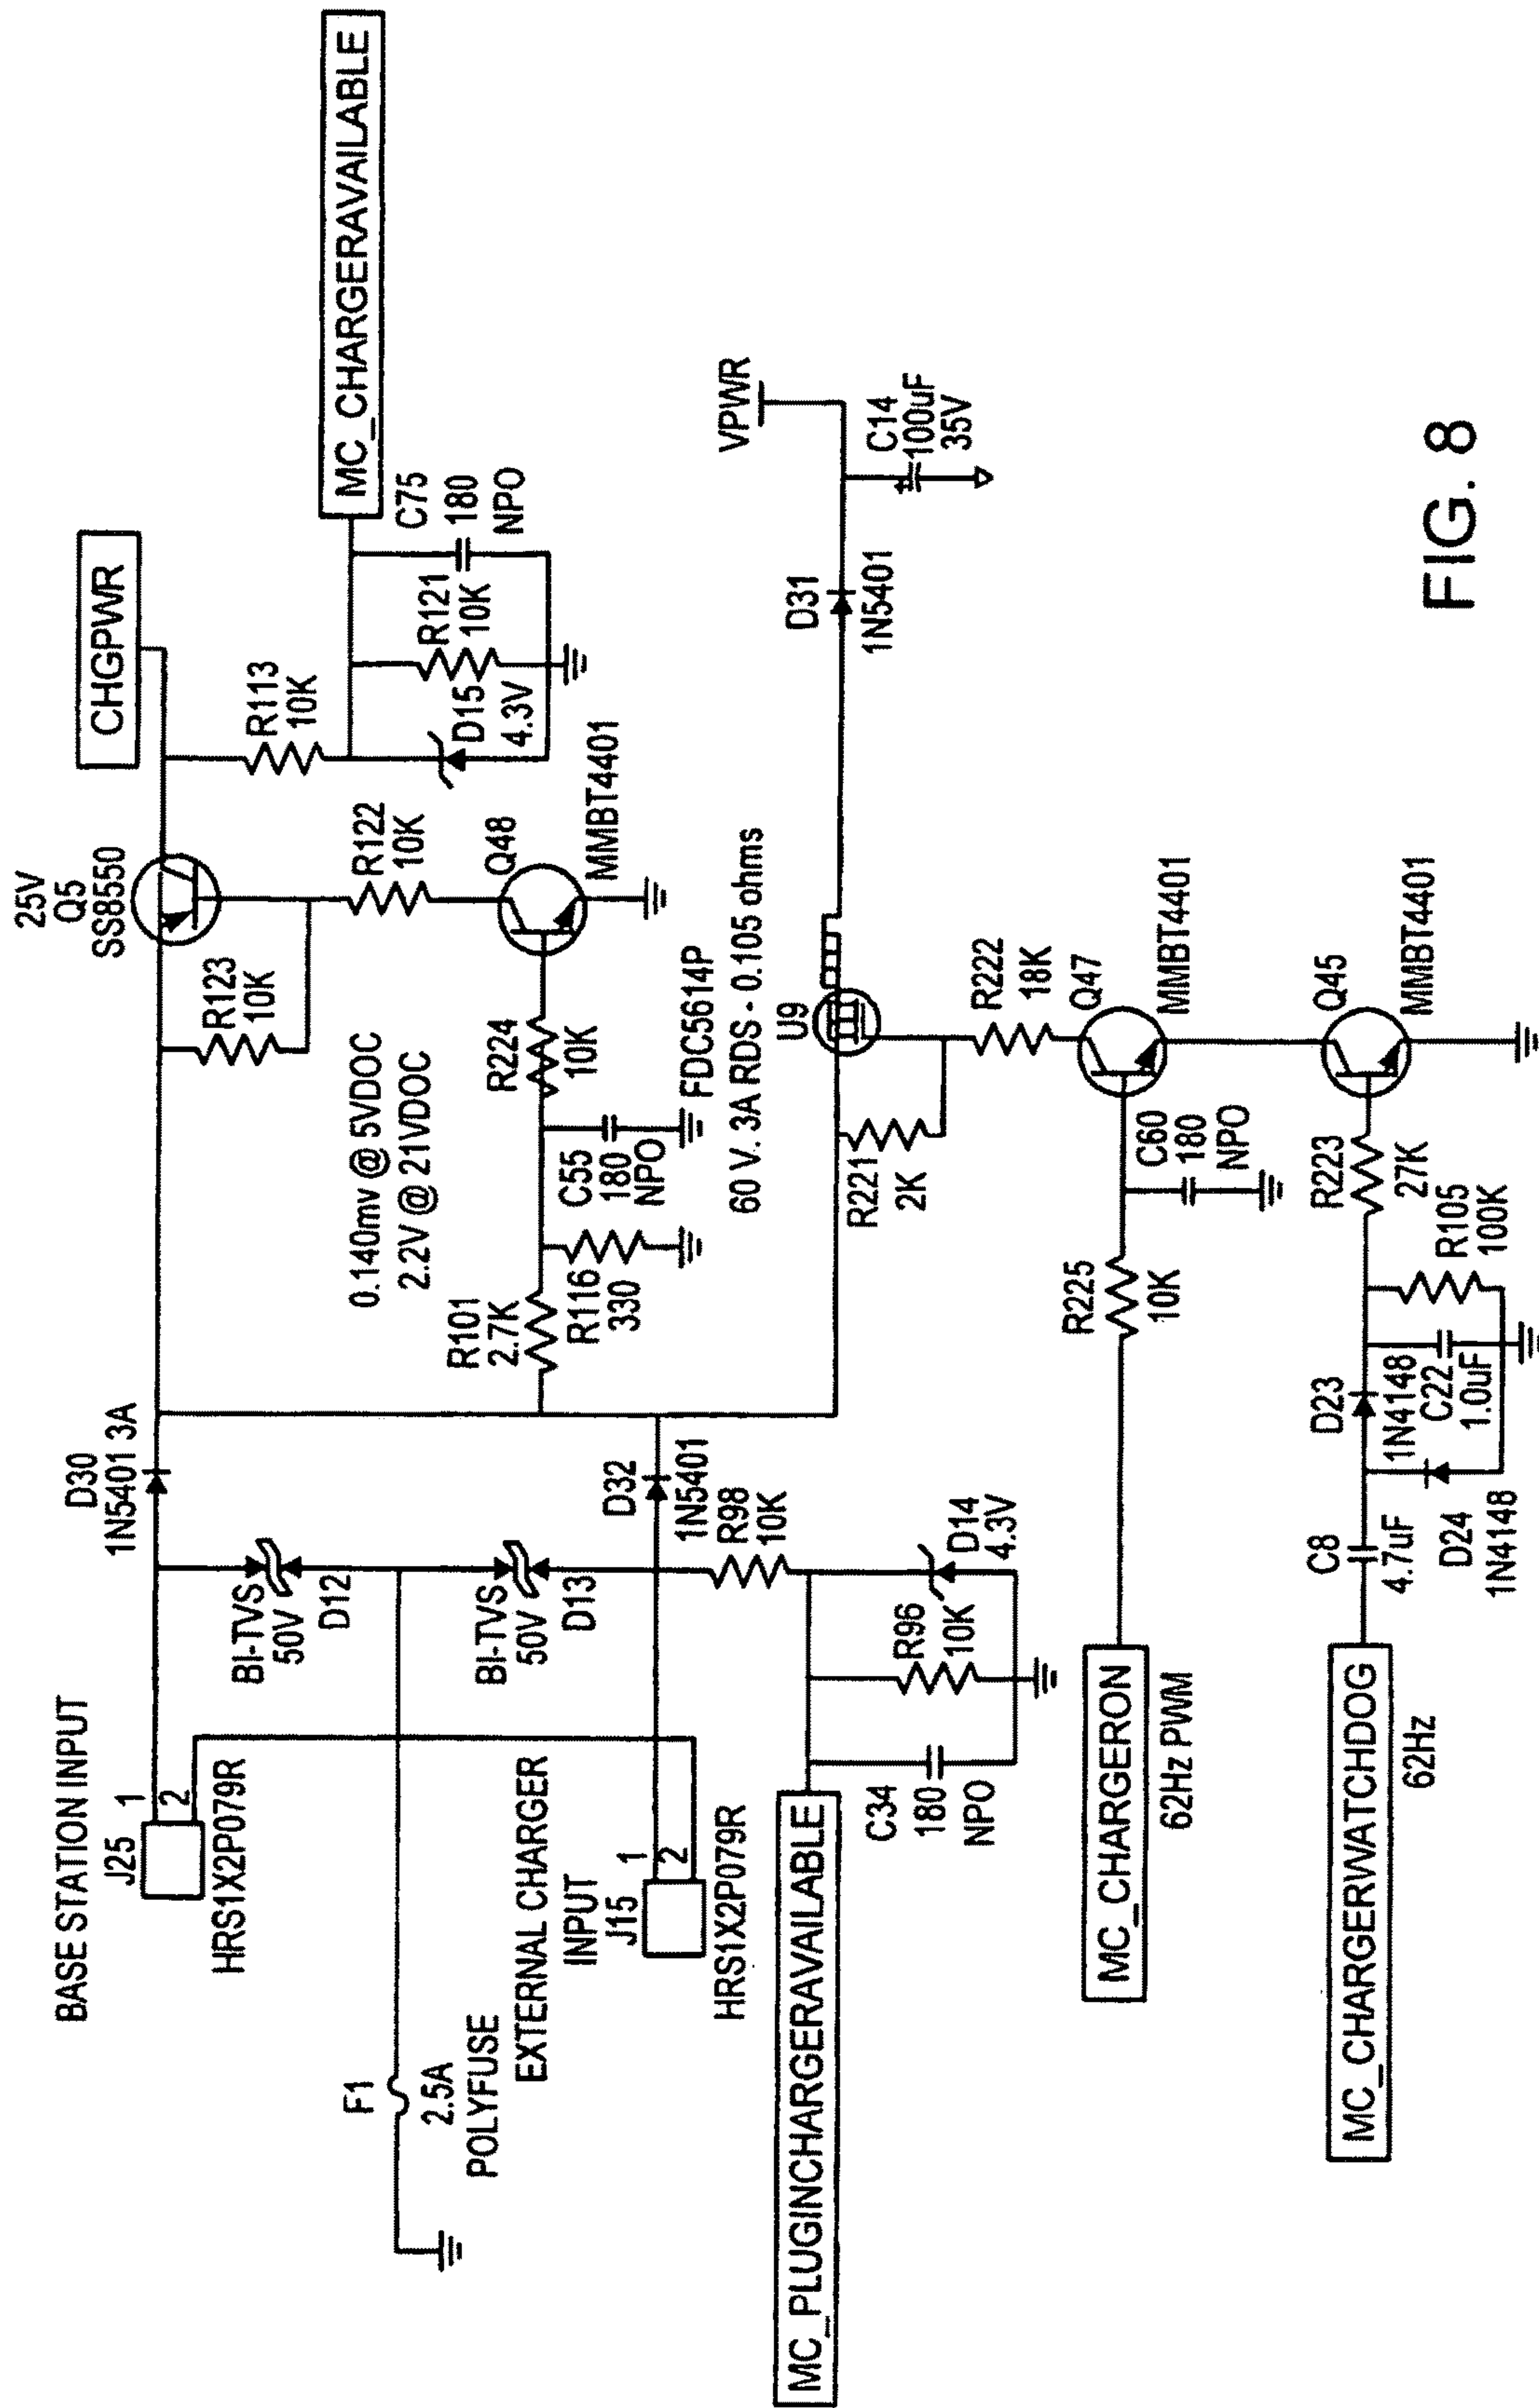 BASE STATION INPUT
J25
1
2
HRS1X2P079R
D30
1N5401 3A
BI-TVS
50V
D12
F1
2.5A
POLYFUSE
BI-TVS
50V
D13
EXTERNAL CHARGER
INPUT
J15
1
2
HRS1X2P079R
D32
1N5401
R98
10K
D14
4.3V
R96
10K
C34
180
NPO
MC_PLUGINCHARGERAVAILABLE
25V
Q5
SS8550
R123
10K
CHGPWR
R113
10K
MC_CHARGERAVAILABLE
C75
180
NPO
R121
10K
D15
4.3V
R122
10K
Q48
MMBT4401
0.140mv @ 5VDOC
2.2V @ 21VDOC
R224
10K
R101
2.7K
R116
330
C55
180
NPO
FDC5614P
60 V. 3A RDS - 0.105 ohms
U9
R221
2K
R222
18K
Q47
MMBT4401
D31
1N5401
VPWR
C14
100uF
35V
MC_CHARGERON
62Hz PWM
R225
10K
C60
180
NPO
Q45
MMBT4401
R223
27K
R105
100K
D23
1N4148
C22
1.0uF
C8
4.7uF
D24
1N4148
MC_CHARGERWATCHDOG
62Hz
FIG. 8